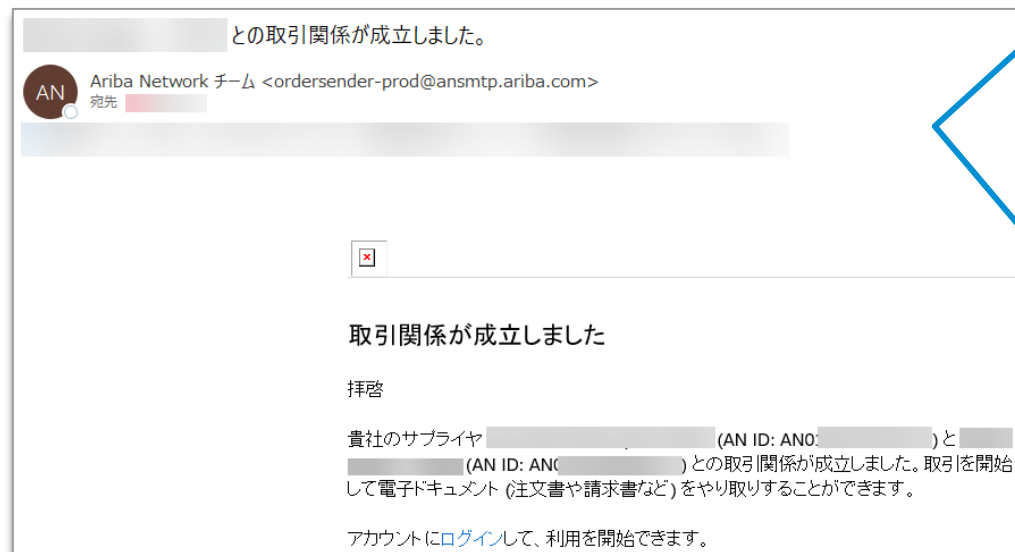 との取引関係が成立しました。
AN
Ariba Network チーム <ordersender-prod@ansmtp.ariba.com>
宛先
取引関係が成立しました
拝啓
貴社のサプライヤ (AN ID: AN0 ) と
(AN ID: AN0 ) との取引関係が成立しました。取引を開始
して電子ドキュメント (注文書や請求書など) をやり取りすることができます。
アカウントにログインして、利用を開始できます。